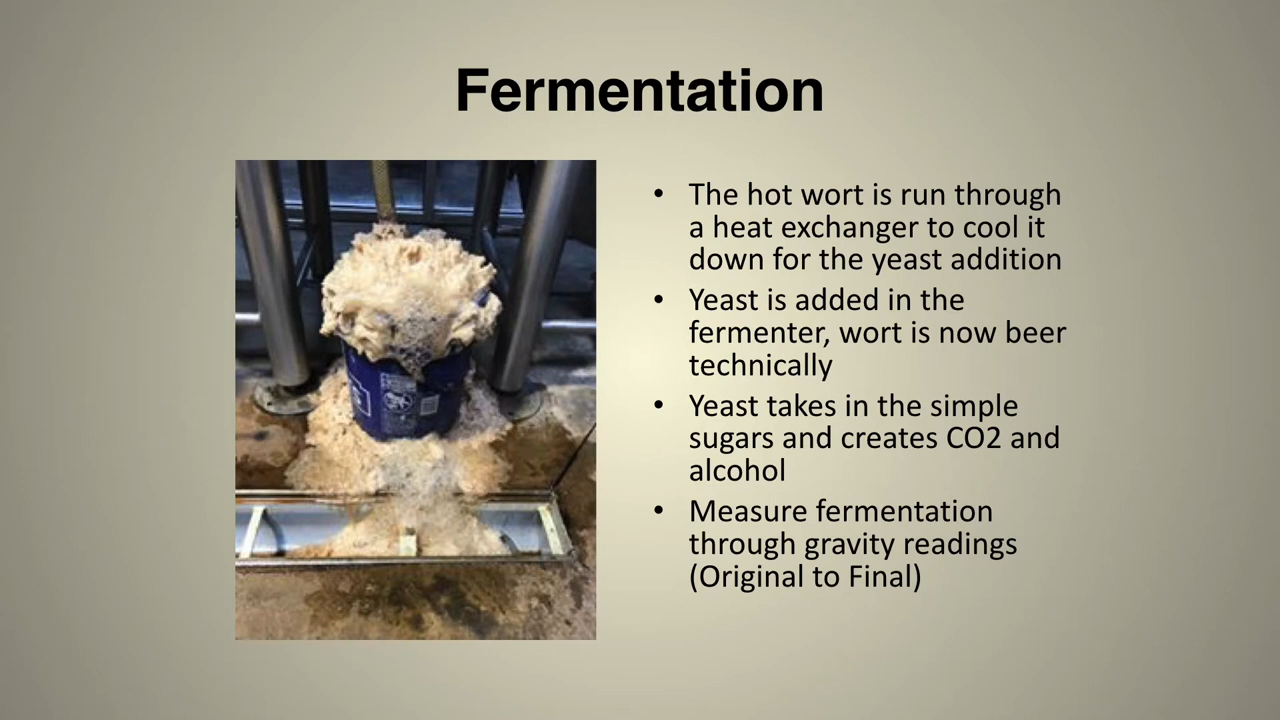 Fermentation
• The hot wort is run through
a heat exchanger to cool it
down for the yeast addition
• Yeast is added in the
fermenter, wort is now beer
technically
• Yeast takes in the simple
sugars and creates CO2 and
alcohol
• Measure fermentation
through gravity readings
(Original to Final)